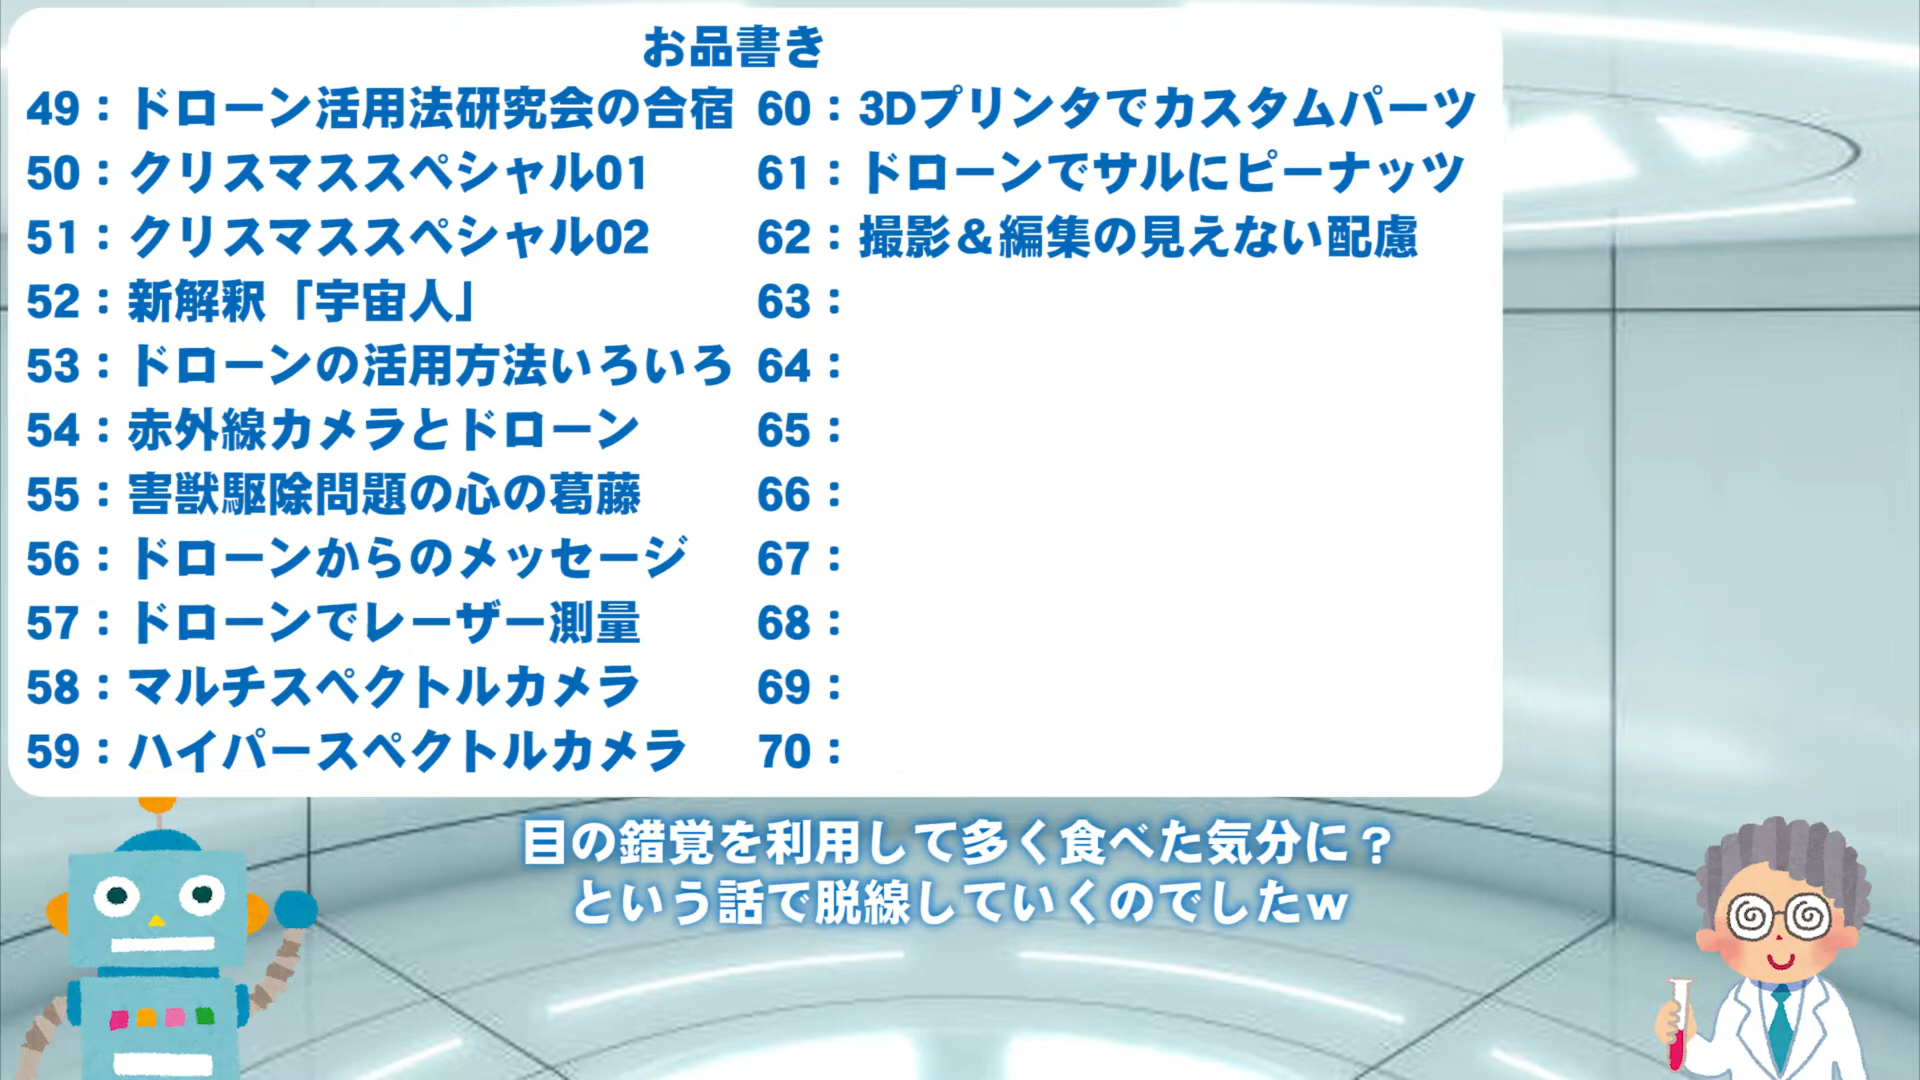 お品書き
49：ドローン活用法研究会の合宿
50：クリスマススペシャル01
51：クリスマススペシャル02
52：新解釈「宇宙人」
53：ドローンの活用方法いろいろ
54：赤外線カメラとドローン
55：害獣駆除問題の心の葛藤
56：ドローンからのメッセージ
57：ドローンでレーザー測量
58：マルチスペクトルカメラ
59：ハイパースペクトルカメラ
60：3Dプリンタでカスタムパーツ
61：ドローンでサルにピーナッツ
62：撮影＆編集の見えない配慮
63：
64：
65：
66：
67：
68：
69：
70：
目の錯覚を利用して多く食べた気分に？
という話で脱線していくのでしたw